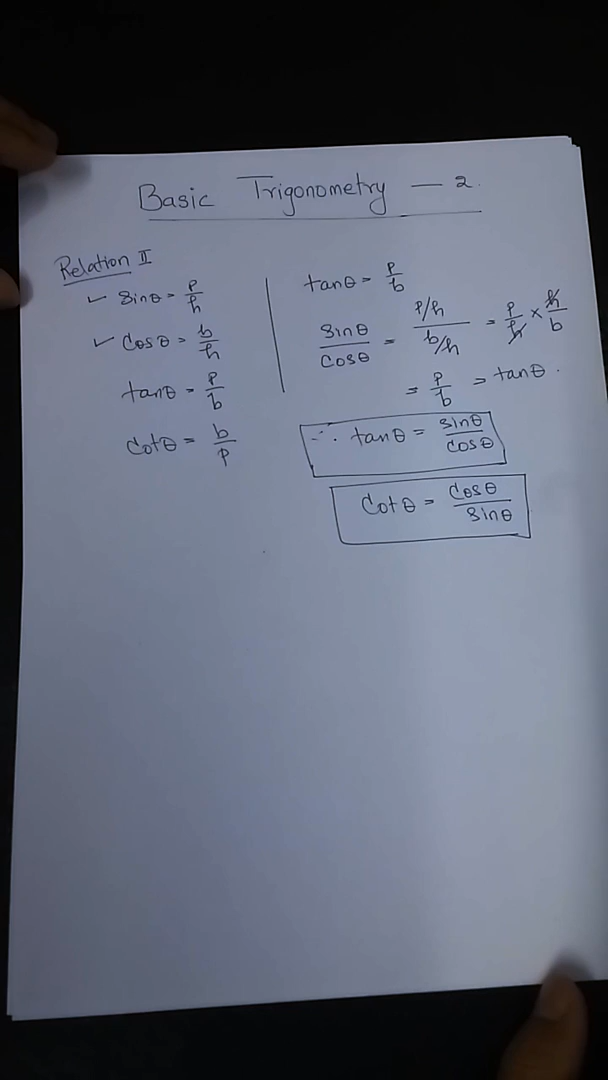 Basic Trigonometry — 2.
Relation II
✓ Sinθ = p/h
✓ Cosθ = b/h
tanθ = p/b
Cotθ = b/p
tanθ = p/b
Sinθ/Cosθ = (p/h)/(b/h) = p/h × h/b
= p/b = tanθ.
∴ tanθ = Sinθ/Cosθ
Cotθ = Cosθ/Sinθ